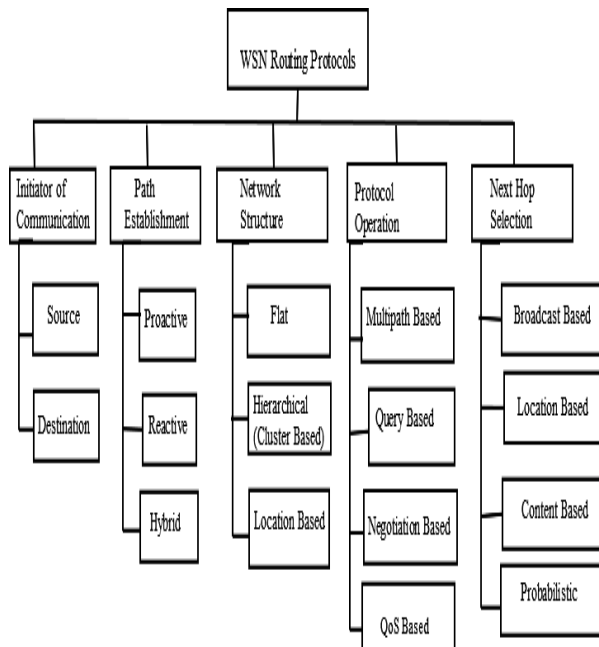 WSN Routing Protocols
Initiator of
Communication
Path
Establishment
Network
Structure
Protocol
Operation
Next Hop
Selection
Source
Destination
Proactive
Reactive
Hybrid
Flat
Hierarchical
(Cluster Based)
Location Based
Multipath Based
Query Based
Negotiation Based
QoS Based
Broadcast Based
Location Based
Content Based
Probabilistic